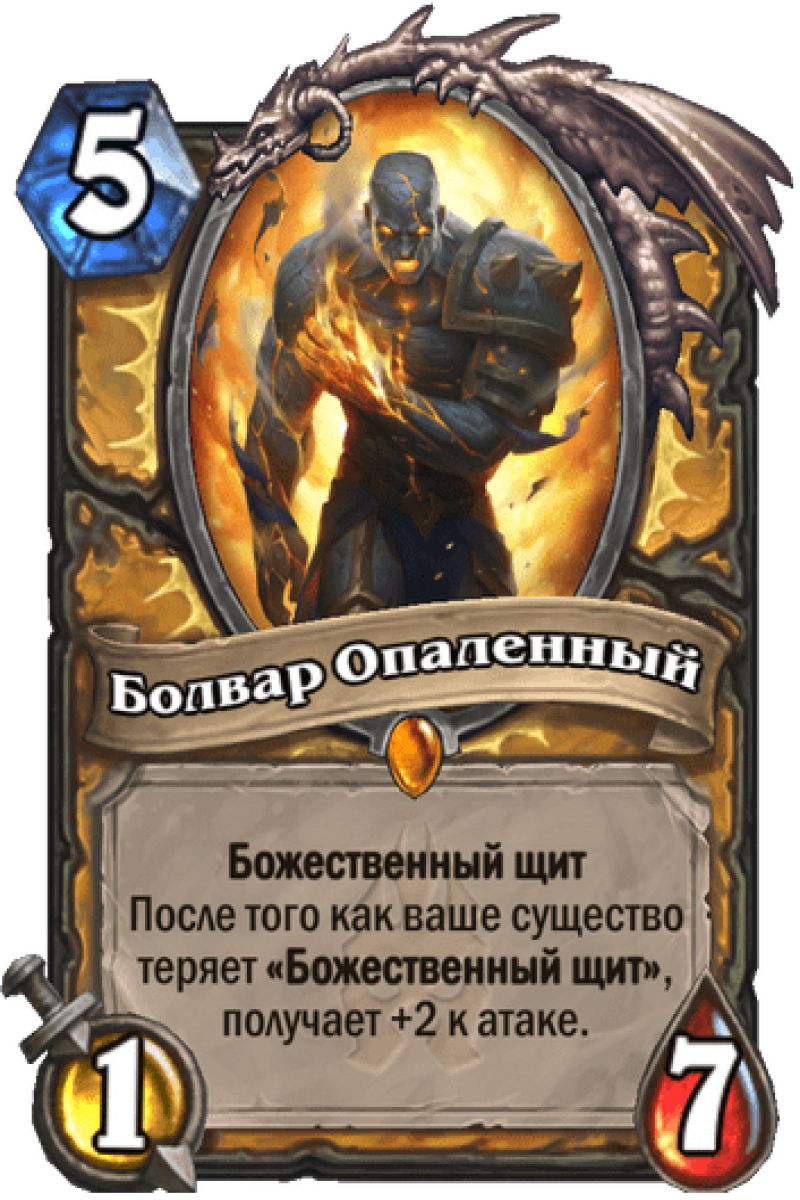 5
Болвар Опаленный
Божественный щит
После того как ваше существо
теряет «Божественный щит»,
получает +2 к атаке.
1
7